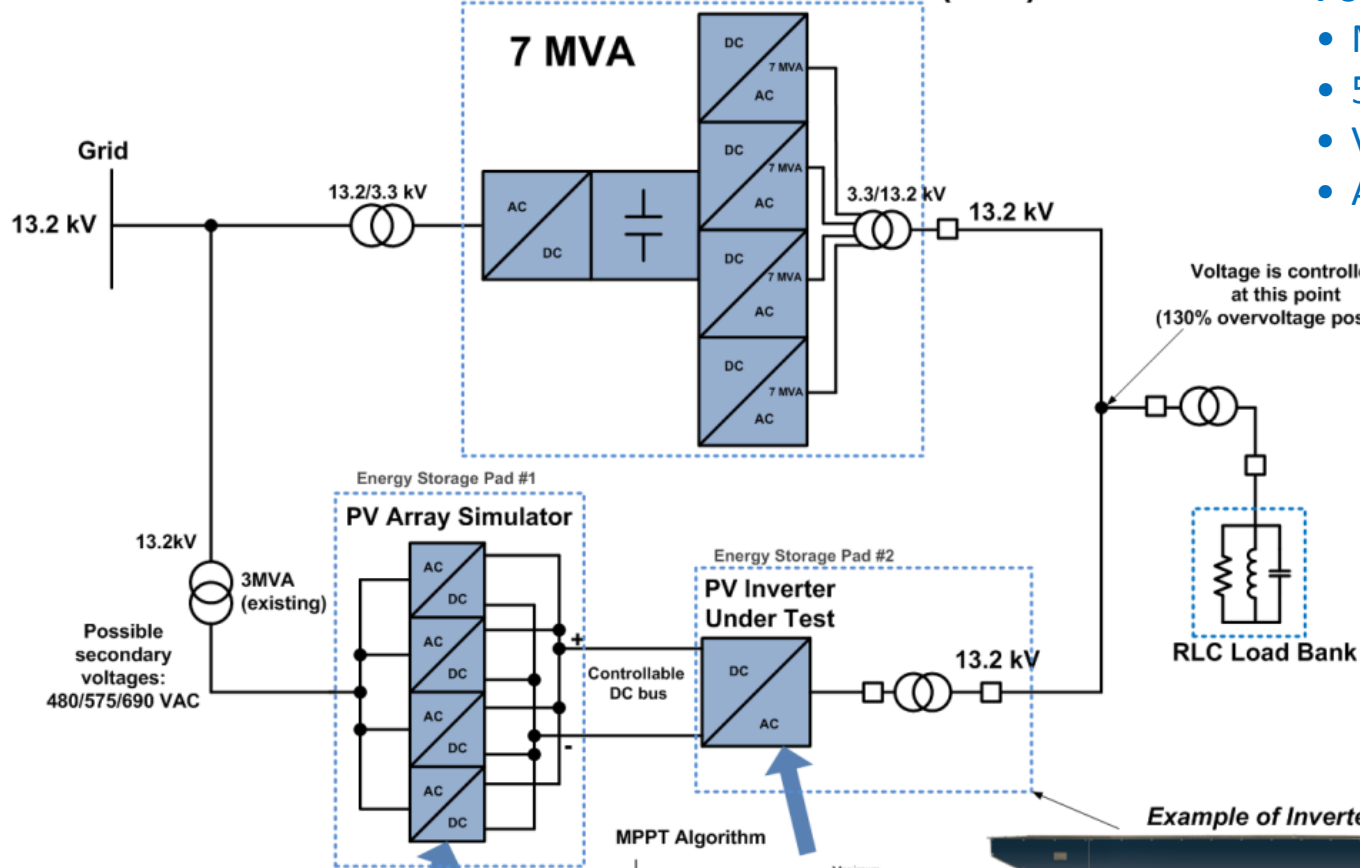 7 MVA
DC
7 MVA
AC
DC
7 MVA
AC
DC
7 MVA
AC
DC
7 MVA
AC
Grid
13.2 kV
13.2/3.3 kV
AC
DC
3.3/13.2 kV
13.2 kV
Voltage is controlle
at this point
(130% overvoltage pos
Energy Storage Pad #1
PV Array Simulator
AC
DC
AC
DC
AC
DC
AC
DC
+
-
13.2kV
3MVA
(existing)
Possible
secondary
voltages:
480/575/690 VAC
Controllable
DC bus
Energy Storage Pad #2
PV Inverter
Under Test
DC
AC
13.2 kV
RLC Load Bank
MPPT Algorithm
Example of Inverte